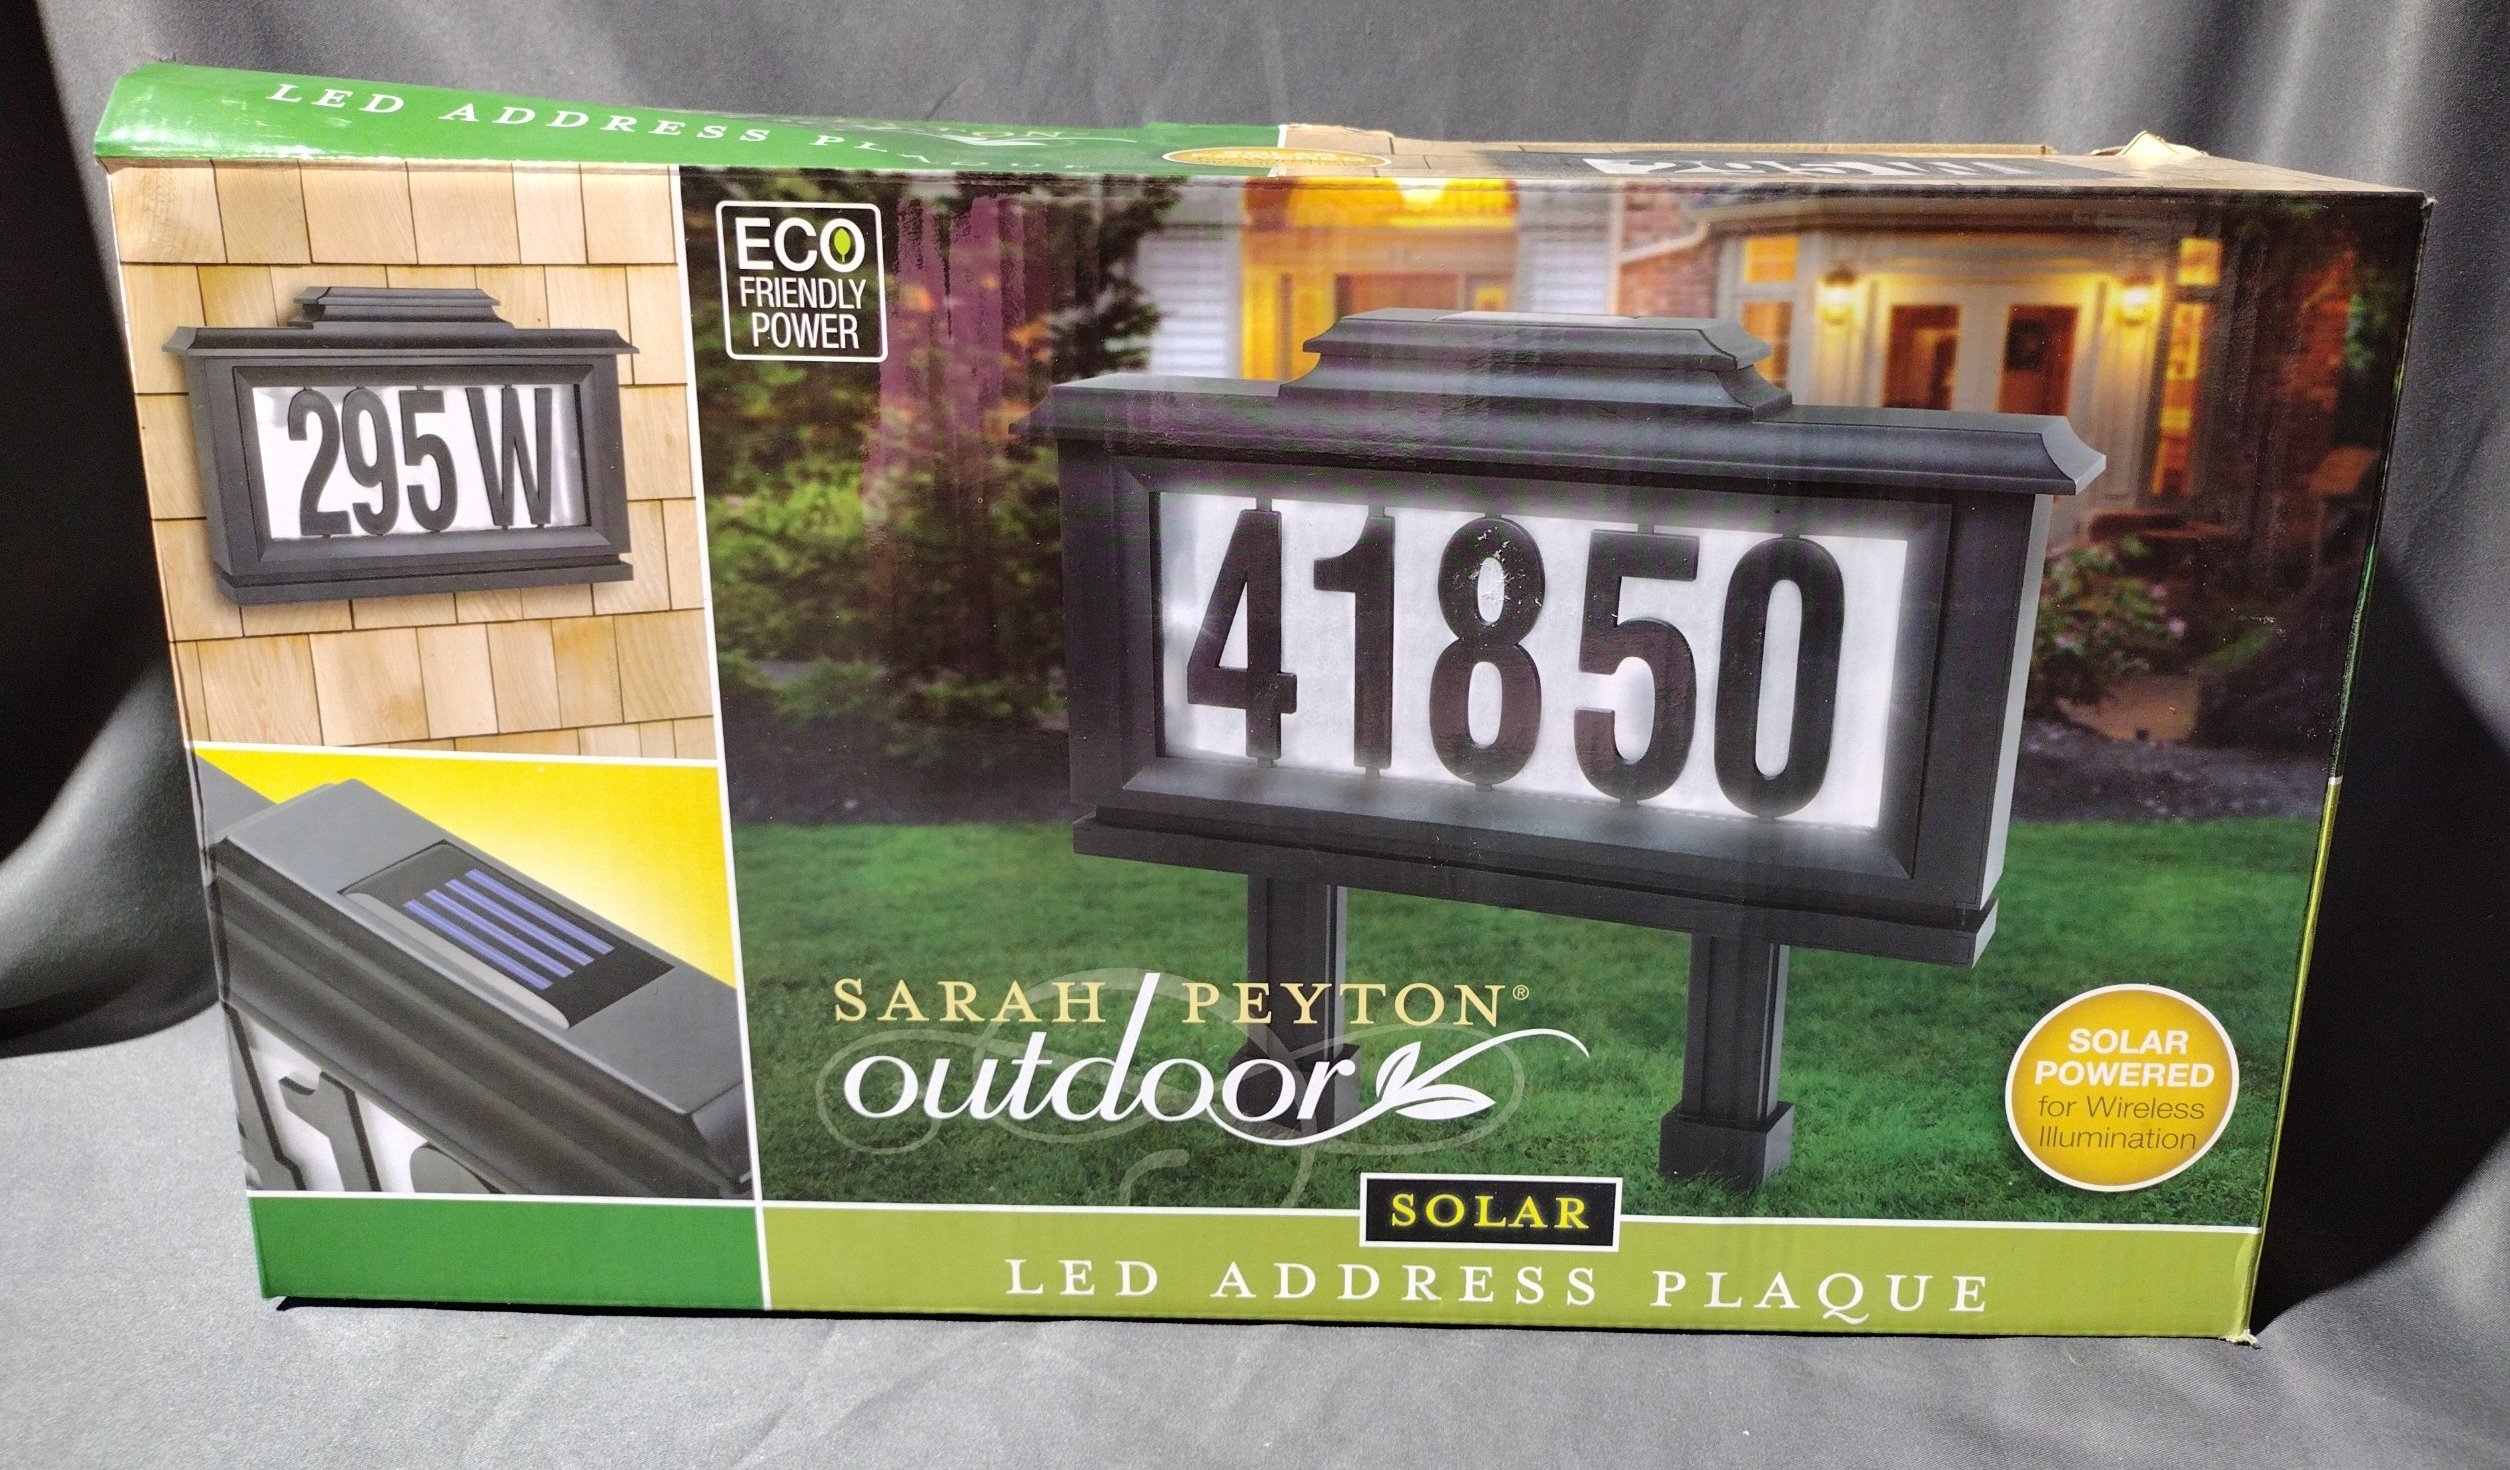 LED ADDRESS PLAQUE
295 W
ECO
FRIENDLY
POWER
41850
SARAH PEYTON®
outdoor
SOLAR
POWERED
for Wireless
Illumination
SOLAR
LED ADDRESS PLAQUE